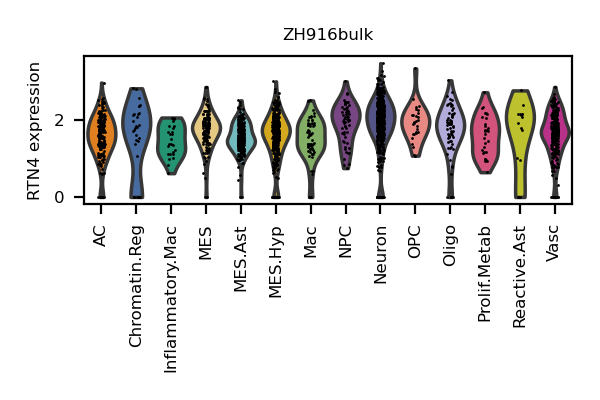 ZH916bulk
RTN4 expression
2
0
AC
Chromatin.Reg
Inflammatory.Mac
MES
MES.Ast
MES.Hyp
Mac
NPC
Neuron
OPC
Oligo
Prolif.Metab
Reactive.Ast
Vasc